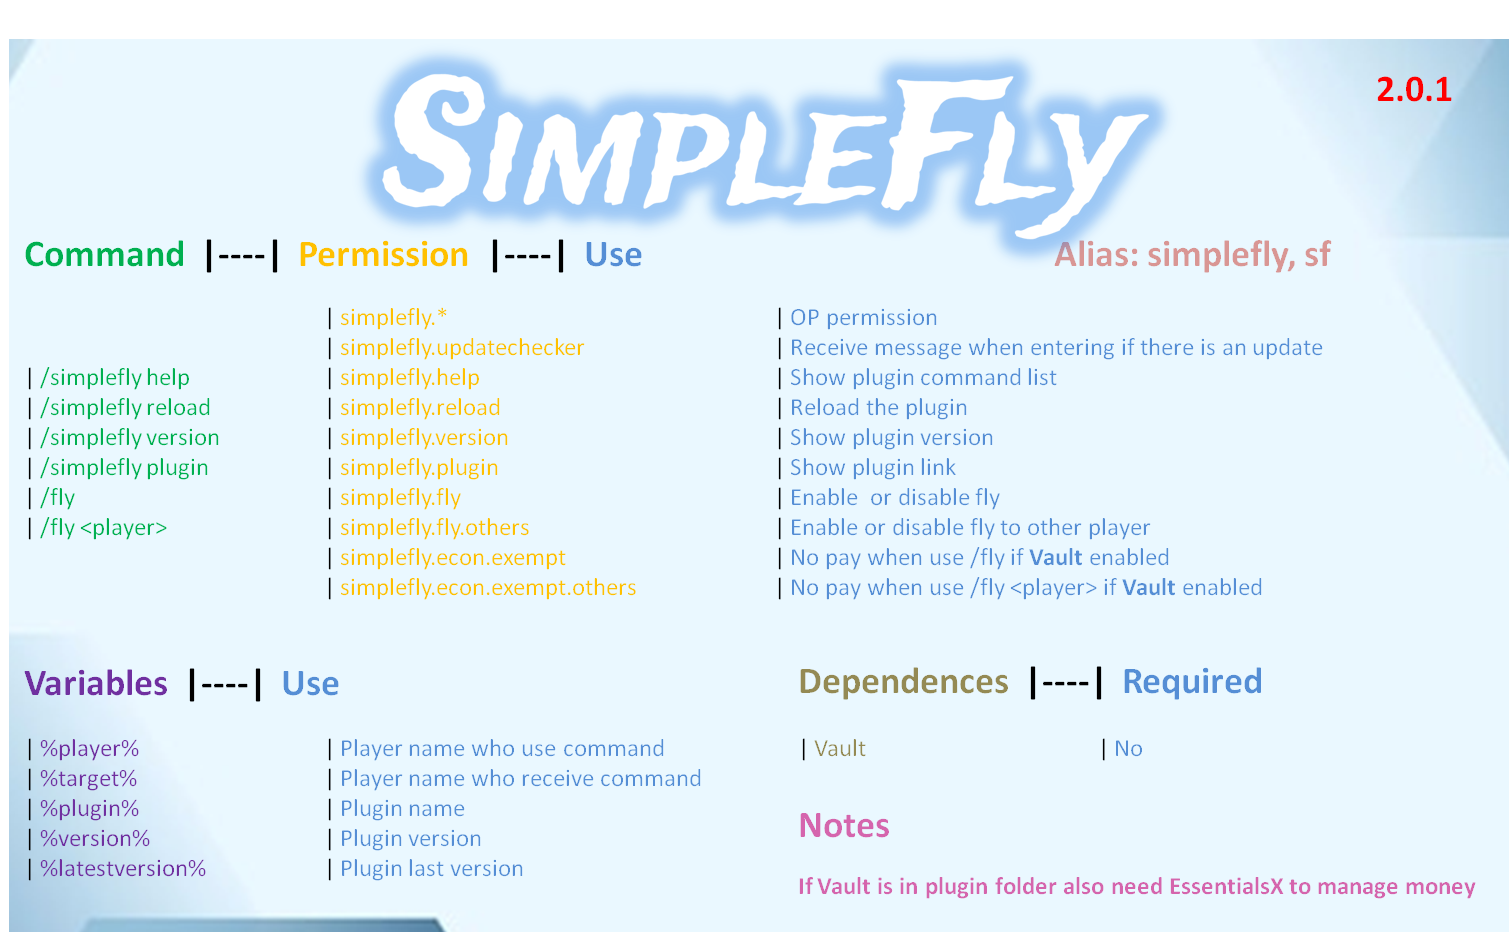 SIMPLEFLY
2.0.1
Command |----| Permission |----| Use
Alias: simplefly, sf
| simplefly.* | OP permission
| simplefly.updatechecker | Receive message when entering if there is an update
| /simplefly help | simplefly.help | Show plugin command list
| /simplefly reload | simplefly.reload | Reload the plugin
| /simplefly version | simplefly.version | Show plugin version
| /simplefly plugin | simplefly.plugin | Show plugin link
| /fly | simplefly.fly | Enable  or disable fly
| /fly <player> | simplefly.fly.others | Enable or disable fly to other player
| simplefly.econ.exempt | No pay when use /fly if Vault enabled
| simplefly.econ.exempt.others | No pay when use /fly <player> if Vault enabled
Variables |----| Use
| %player% | Player name who use command
| %target% | Player name who receive command
| %plugin% | Plugin name
| %version% | Plugin version
| %latestversion% | Plugin last version
Dependences |----| Required
| Vault | No
Notes
If Vault is in plugin folder also need EssentialsX to manage money